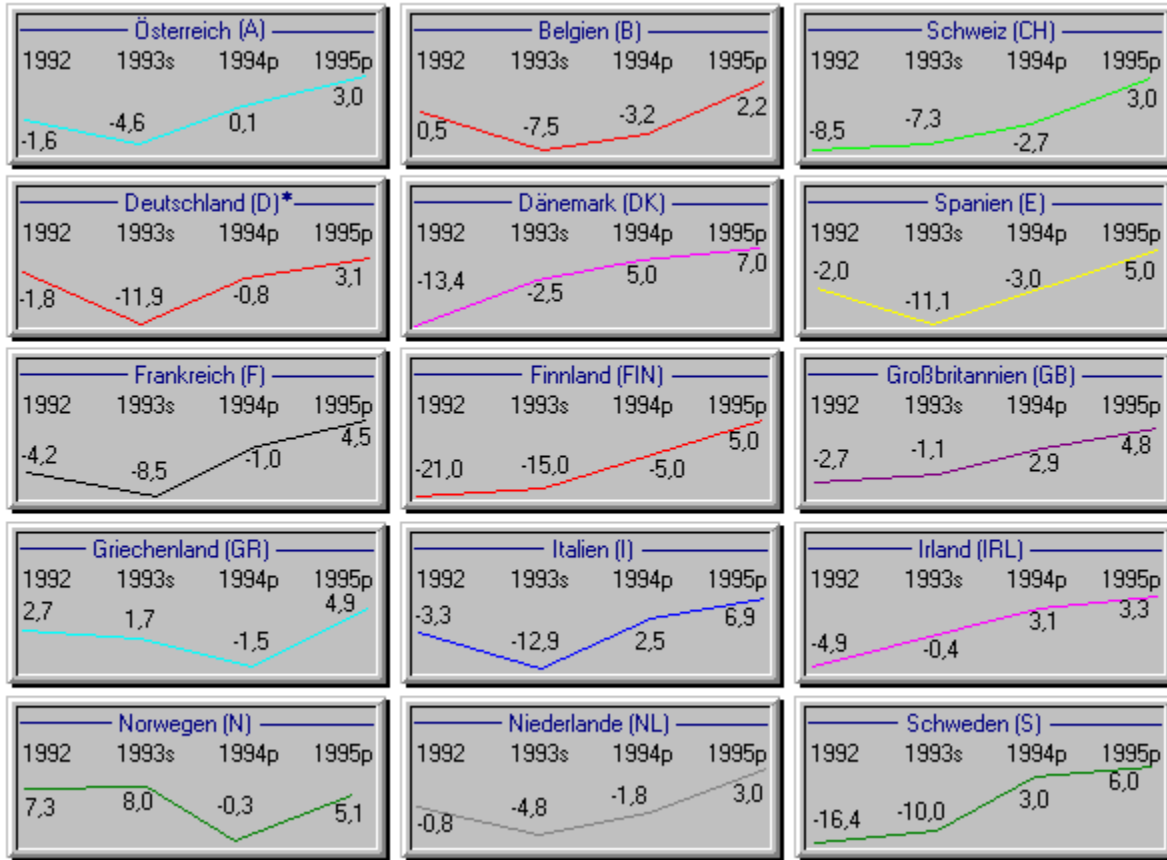 Österreich (A)
1992 1993s 1994p 1995p
-1,6 -4,6 0,1 3,0
Belgien (B)
1992 1993s 1994p 1995p
0,5 -7,5 -3,2 2,2
Schweiz (CH)
1992 1993s 1994p 1995p
-8,5 -7,3 -2,7 3,0
Deutschland (D)*
1992 1993s 1994p 1995p
-1,8 -11,9 -0,8 3,1
Dänemark (DK)
1992 1993s 1994p 1995p
-13,4 -2,5 5,0 7,0
Spanien (E)
1992 1993s 1994p 1995p
-2,0 -11,1 -3,0 5,0
Frankreich (F)
1992 1993s 1994p 1995p
-4,2 -8,5 -1,0 4,5
Finnland (FIN)
1992 1993s 1994p 1995p
-21,0 -15,0 -5,0 5,0
Großbritannien (GB)
1992 1993s 1994p 1995p
-2,7 -1,1 2,9 4,8
Griechenland (GR)
1992 1993s 1994p 1995p
2,7 1,7 -1,5 4,9
Italien (I)
1992 1993s 1994p 1995p
-3,3 -12,9 2,5 6,9
Irland (IRL)
1992 1993s 1994p 1995p
-4,9 -0,4 3,1 3,3
Norwegen (N)
1992 1993s 1994p 1995p
7,3 8,0 -0,3 5,1
Niederlande (NL)
1992 1993s 1994p 1995p
-0,8 -4,8 -1,8 3,0
Schweden (S)
1992 1993s 1994p 1995p
-16,4 -10,0 3,0 6,0